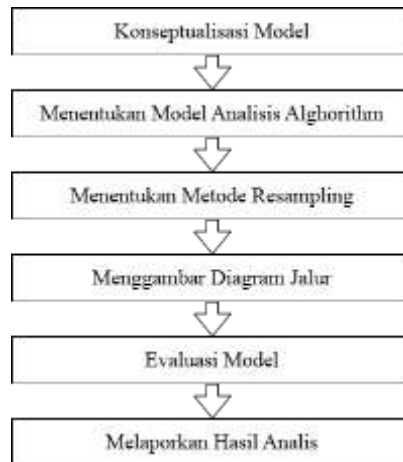 Konseptualisasi Model
Menentukan Model Analisis Alghorithm
Menentukan Metode Resampling
Menggambar Diagram Jalur
Evaluasi Model
Melaporkan Hasil Analis